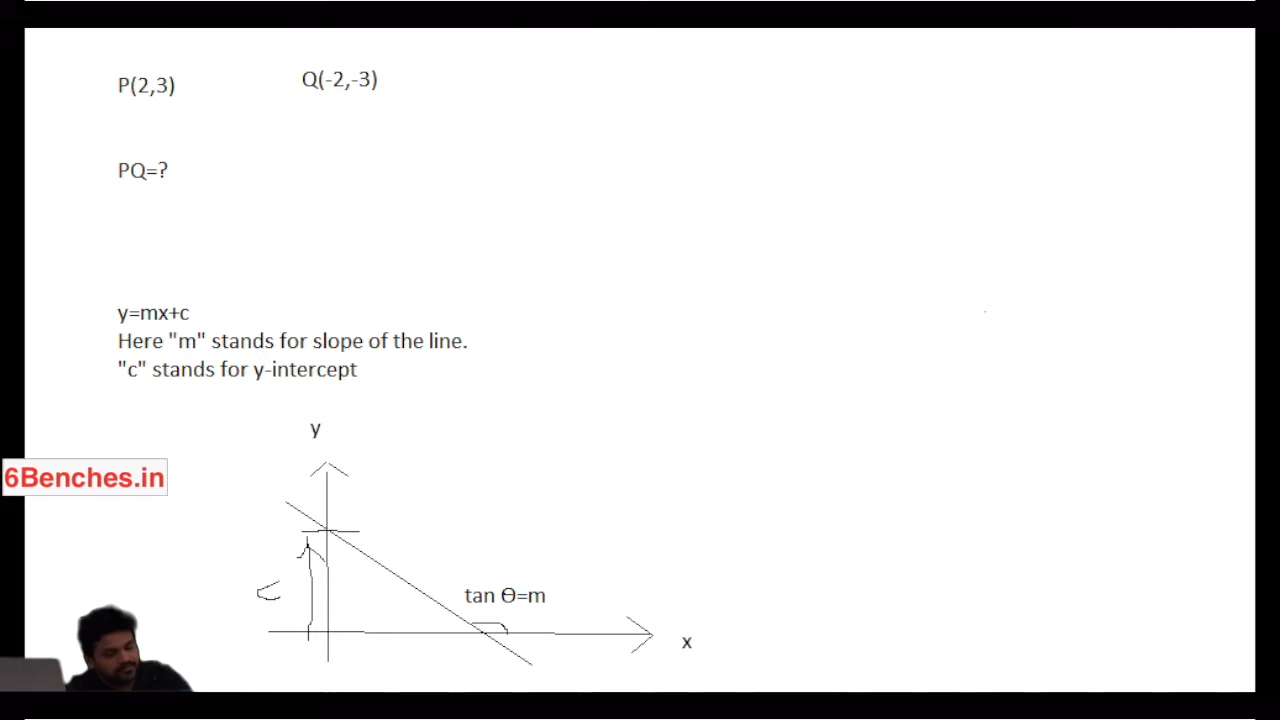 P(2,3)
Q(-2,-3)
PQ=?
y=mx+c
Here "m" stands for slope of the line.
"c" stands for y-intercept
y
6Benches.in
c
tan Θ=m
x